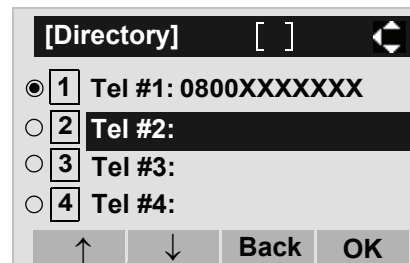 [Directory] [ ]
1 Tel #1: 0800XXXXXXX
2 Tel #2:
3 Tel #3:
4 Tel #4:
↑ ↓ Back OK